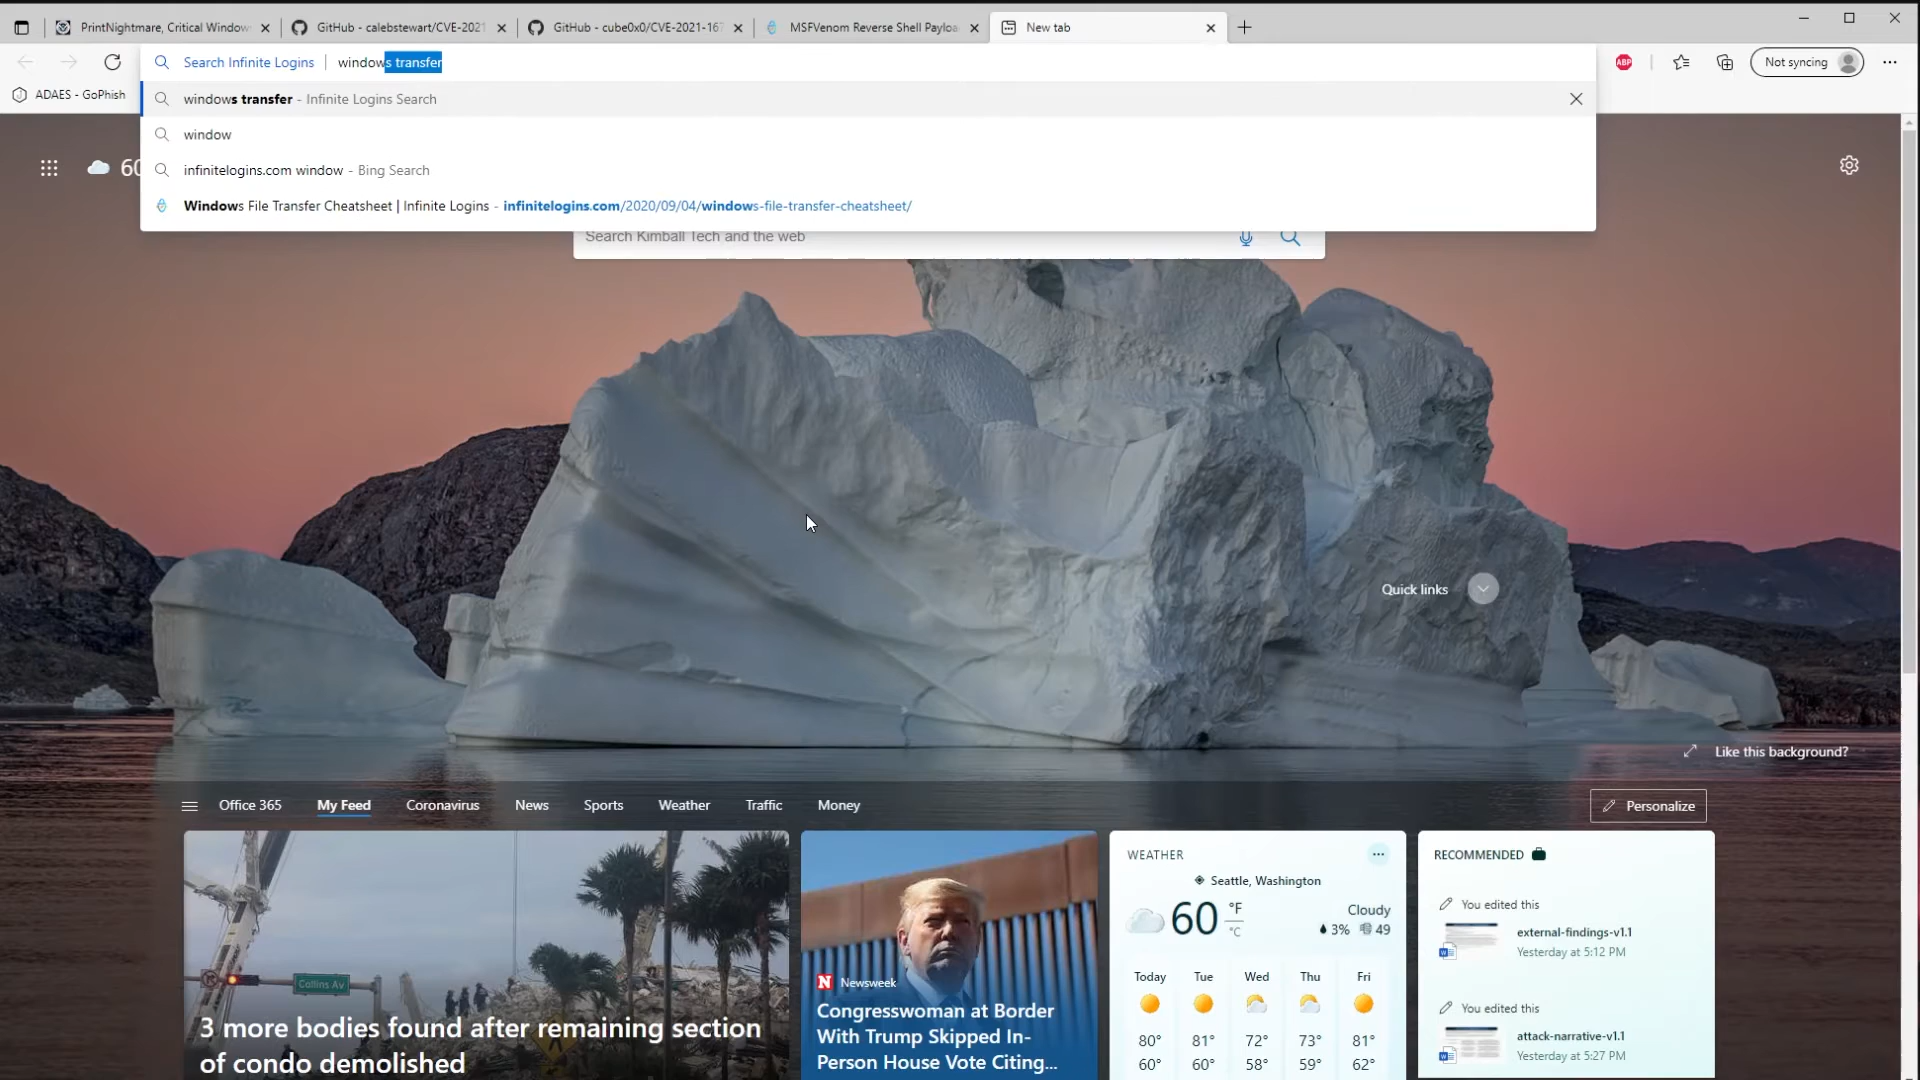 PrintNightmare, Critical Window
GitHub - calebstewart/CVE-2021
GitHub - cube0x0/CVE-2021-167
MSFVenom Reverse Shell Payloa
New tab
Search Infinite Logins
windows transfer
ABP
Not syncing
ADAES - GoPhish
windows transfer - Infinite Logins Search
window
infinitelogins.com window - Bing Search
Windows File Transfer Cheatsheet | Infinite Logins - infinitelogins.com/2020/09/04/windows-file-transfer-cheatsheet/
60
Search Kimball Tech and the web
Quick links
Like this background?
Office 365
My Feed
Coronavirus
News
Sports
Weather
Traffic
Money
Personalize
Collins Av
3 more bodies found after remaining section
of condo demolished
N Newsweek
Congresswoman at Border
With Trump Skipped In-
Person House Vote Citing...
WEATHER
Seattle, Washington
60 °F
°C
Cloudy
3% 49
Today Tue Wed Thu Fri
80° 81° 72° 73° 81°
60° 60° 58° 59° 62°
RECOMMENDED
You edited this
external-findings-v1.1
Yesterday at 5:12 PM
You edited this
attack-narrative-v1.1
Yesterday at 5:27 PM